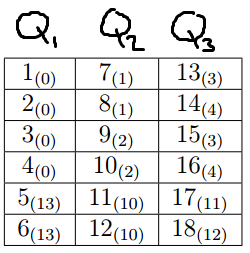 Q₁ Q₂ Q₃
1₍₀₎ 7₍₁₎ 13₍₃₎
2₍₀₎ 8₍₁₎ 14₍₄₎
3₍₀₎ 9₍₂₎ 15₍₃₎
4₍₀₎ 10₍₂₎ 16₍₄₎
5₍₁₃₎ 11₍₁₀₎ 17₍₁₁₎
6₍₁₃₎ 12₍₁₀₎ 18₍₁₂₎